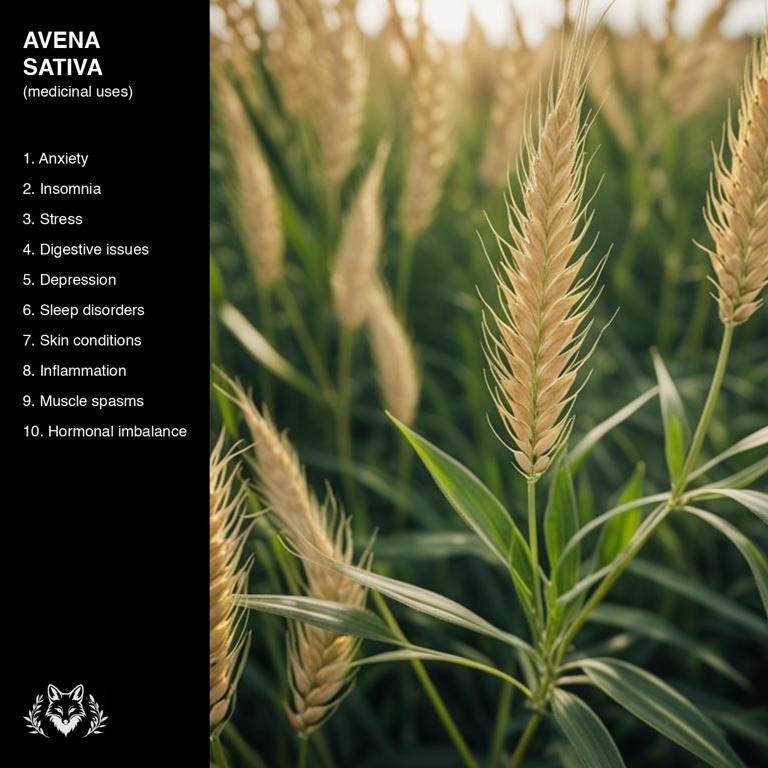 AVENA
SATIVA
(medicinal uses)
1. Anxiety
2. Insomnia
3. Stress
4. Digestive issues
5. Depression
6. Sleep disorders
7. Skin conditions
8. Inflammation
9. Muscle spasms
10. Hormonal imbalance